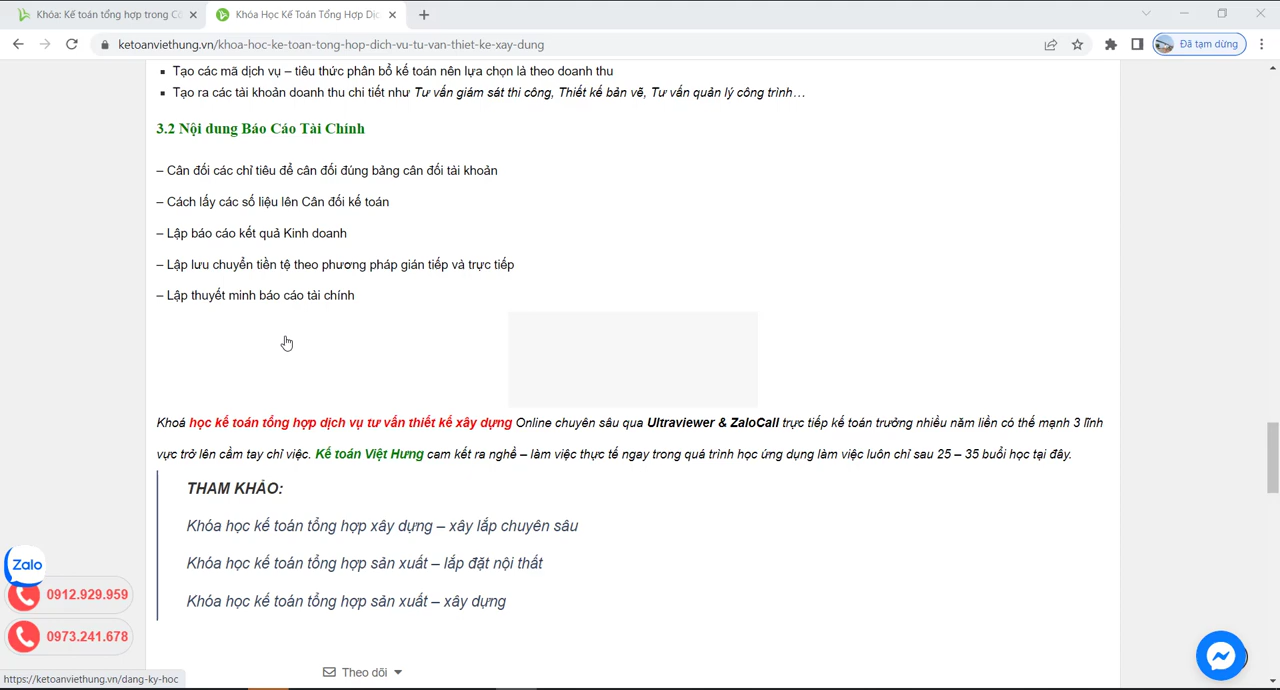 Khóa: Kế toán tổng hợp trong Cô
Khóa Học Kế Toán Tổng Hợp Dịc
ketoanviethung.vn/khoa-hoc-ke-toan-tong-hop-dich-vu-tu-van-thiet-ke-xay-dung
Đã tạm dừng
Tạo các mã dịch vụ – tiêu thức phân bổ kế toán nên lựa chọn là theo doanh thu
Tạo ra các tài khoản doanh thu chi tiết như Tư vấn giám sát thi công, Thiết kế bản vẽ, Tư vấn quản lý công trình…
3.2 Nội dung Báo Cáo Tài Chính
– Cân đối các chỉ tiêu để cân đối đúng bảng cân đối tài khoản
– Cách lấy các số liệu lên Cân đối kế toán
– Lập báo cáo kết quả Kinh doanh
– Lập lưu chuyển tiền tệ theo phương pháp gián tiếp và trực tiếp
– Lập thuyết minh báo cáo tài chính
Khoá học kế toán tổng hợp dịch vụ tư vấn thiết kế xây dựng Online chuyên sâu qua Ultraviewer & ZaloCall trực tiếp kế toán trưởng nhiều năm liền có thế mạnh 3 lĩnh
vực trở lên cầm tay chỉ việc. Kế toán Việt Hưng cam kết ra nghề – làm việc thực tế ngay trong quá trình học ứng dụng làm việc luôn chỉ sau 25 – 35 buổi học tại đây.
THAM KHẢO:
Khóa học kế toán tổng hợp xây dựng – xây lắp chuyên sâu
Khóa học kế toán tổng hợp sản xuất – lắp đặt nội thất
Khóa học kế toán tổng hợp sản xuất – xây dựng
Zalo
0912.929.959
0973.241.678
Theo dõi
https://ketoanviethung.vn/dang-ky-hoc